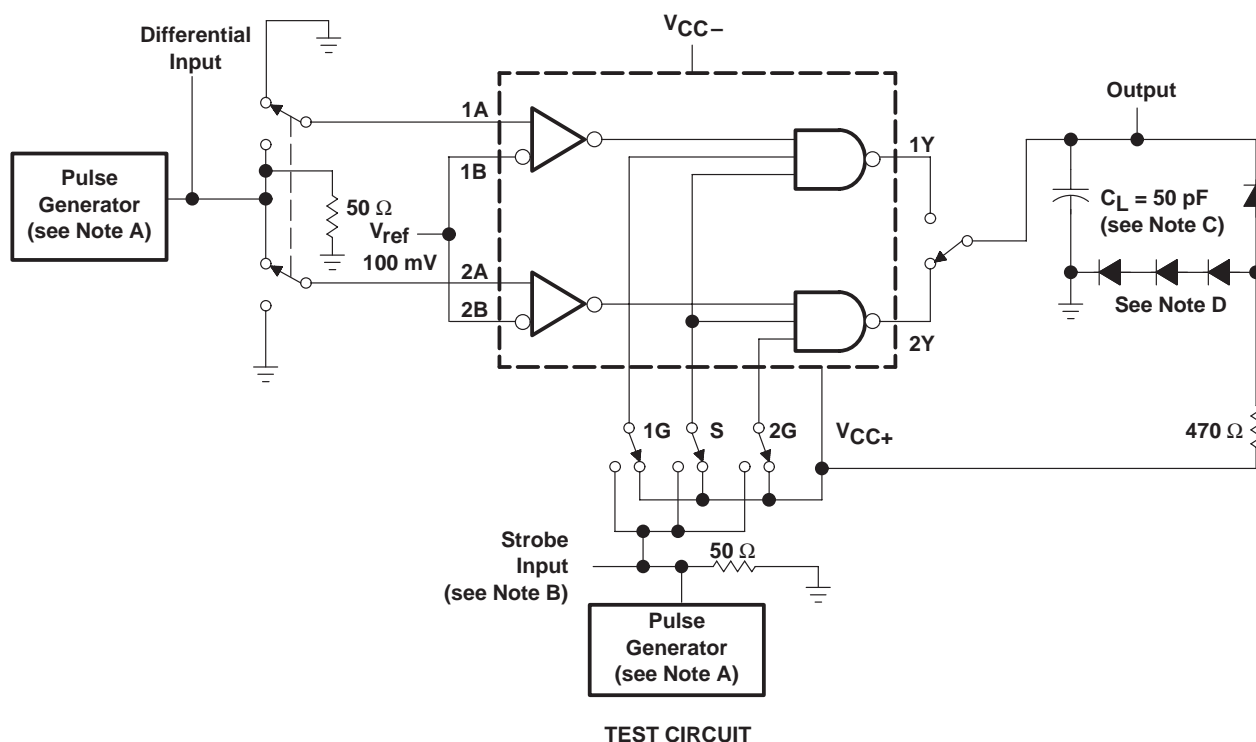 Differential
Input
VCC−
Output
1A
1B
1Y
Pulse
Generator
(see Note A)
50 Ω
Vref
100 mV
CL = 50 pF
(see Note C)
2A
2B
See Note D
2Y
1G
S
2G
VCC+
470 Ω
Strobe
Input
(see Note B)
50 Ω
Pulse
Generator
(see Note A)
TEST CIRCUIT